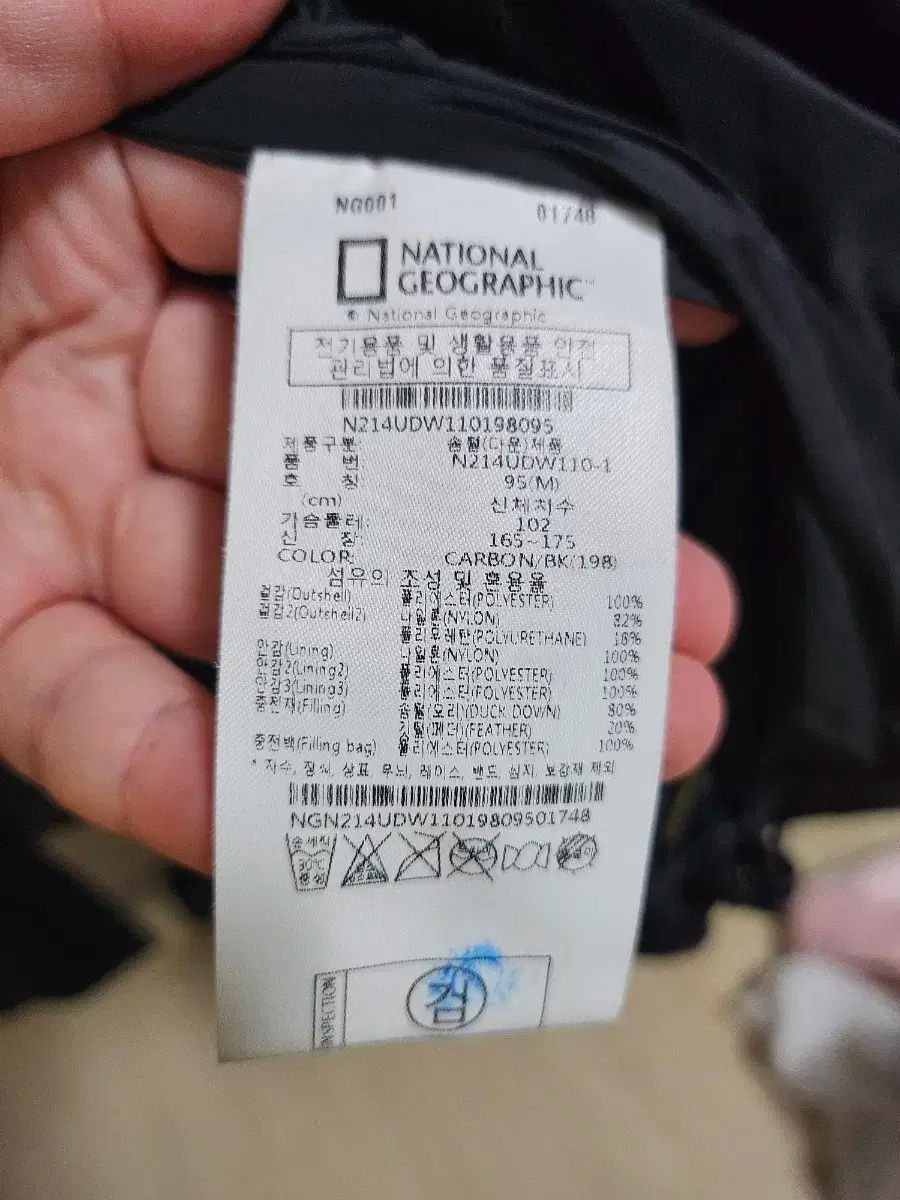 NG001 01748
NATIONAL
GEOGRAPHIC™
© National Geographic
전기용품 및 생활용품 안전
관리법에 의한 품질표시
N214UDW110198095
제품구분: 솜털(다운)제품
품 번: N214UDW110-1
호 칭 95(M)
(cm) 신체치수
가슴둘레: 102
신 장: 165~175
COLOR: CARBON/BK(198)
섬유의 조성 및 혼용율
겉감(Outshell) 폴리에스터(POLYESTER) 100%
겉감2(Outshell2) 나일론(NYLON) 82%
폴리우레탄(POLYURETHANE) 18%
안감(Lining) 나일론(NYLON) 100%
안감2(Lining2) 폴리에스터(POLYESTER) 100%
안감3(Lining3) 폴리에스터(POLYESTER) 100%
충전재(Filling) 솜털(오리)(DUCK DOWN) 80%
깃털(페더)(FEATHER) 20%
충전백(Filling bag) 폴리에스터(POLYESTER) 100%
* 자수, 장식, 상표, 무늬, 레이스, 밴드, 심지, 보강재 제외
NGN214UDW11019809501748
손세탁
30℃
중성
INSPECTION
검